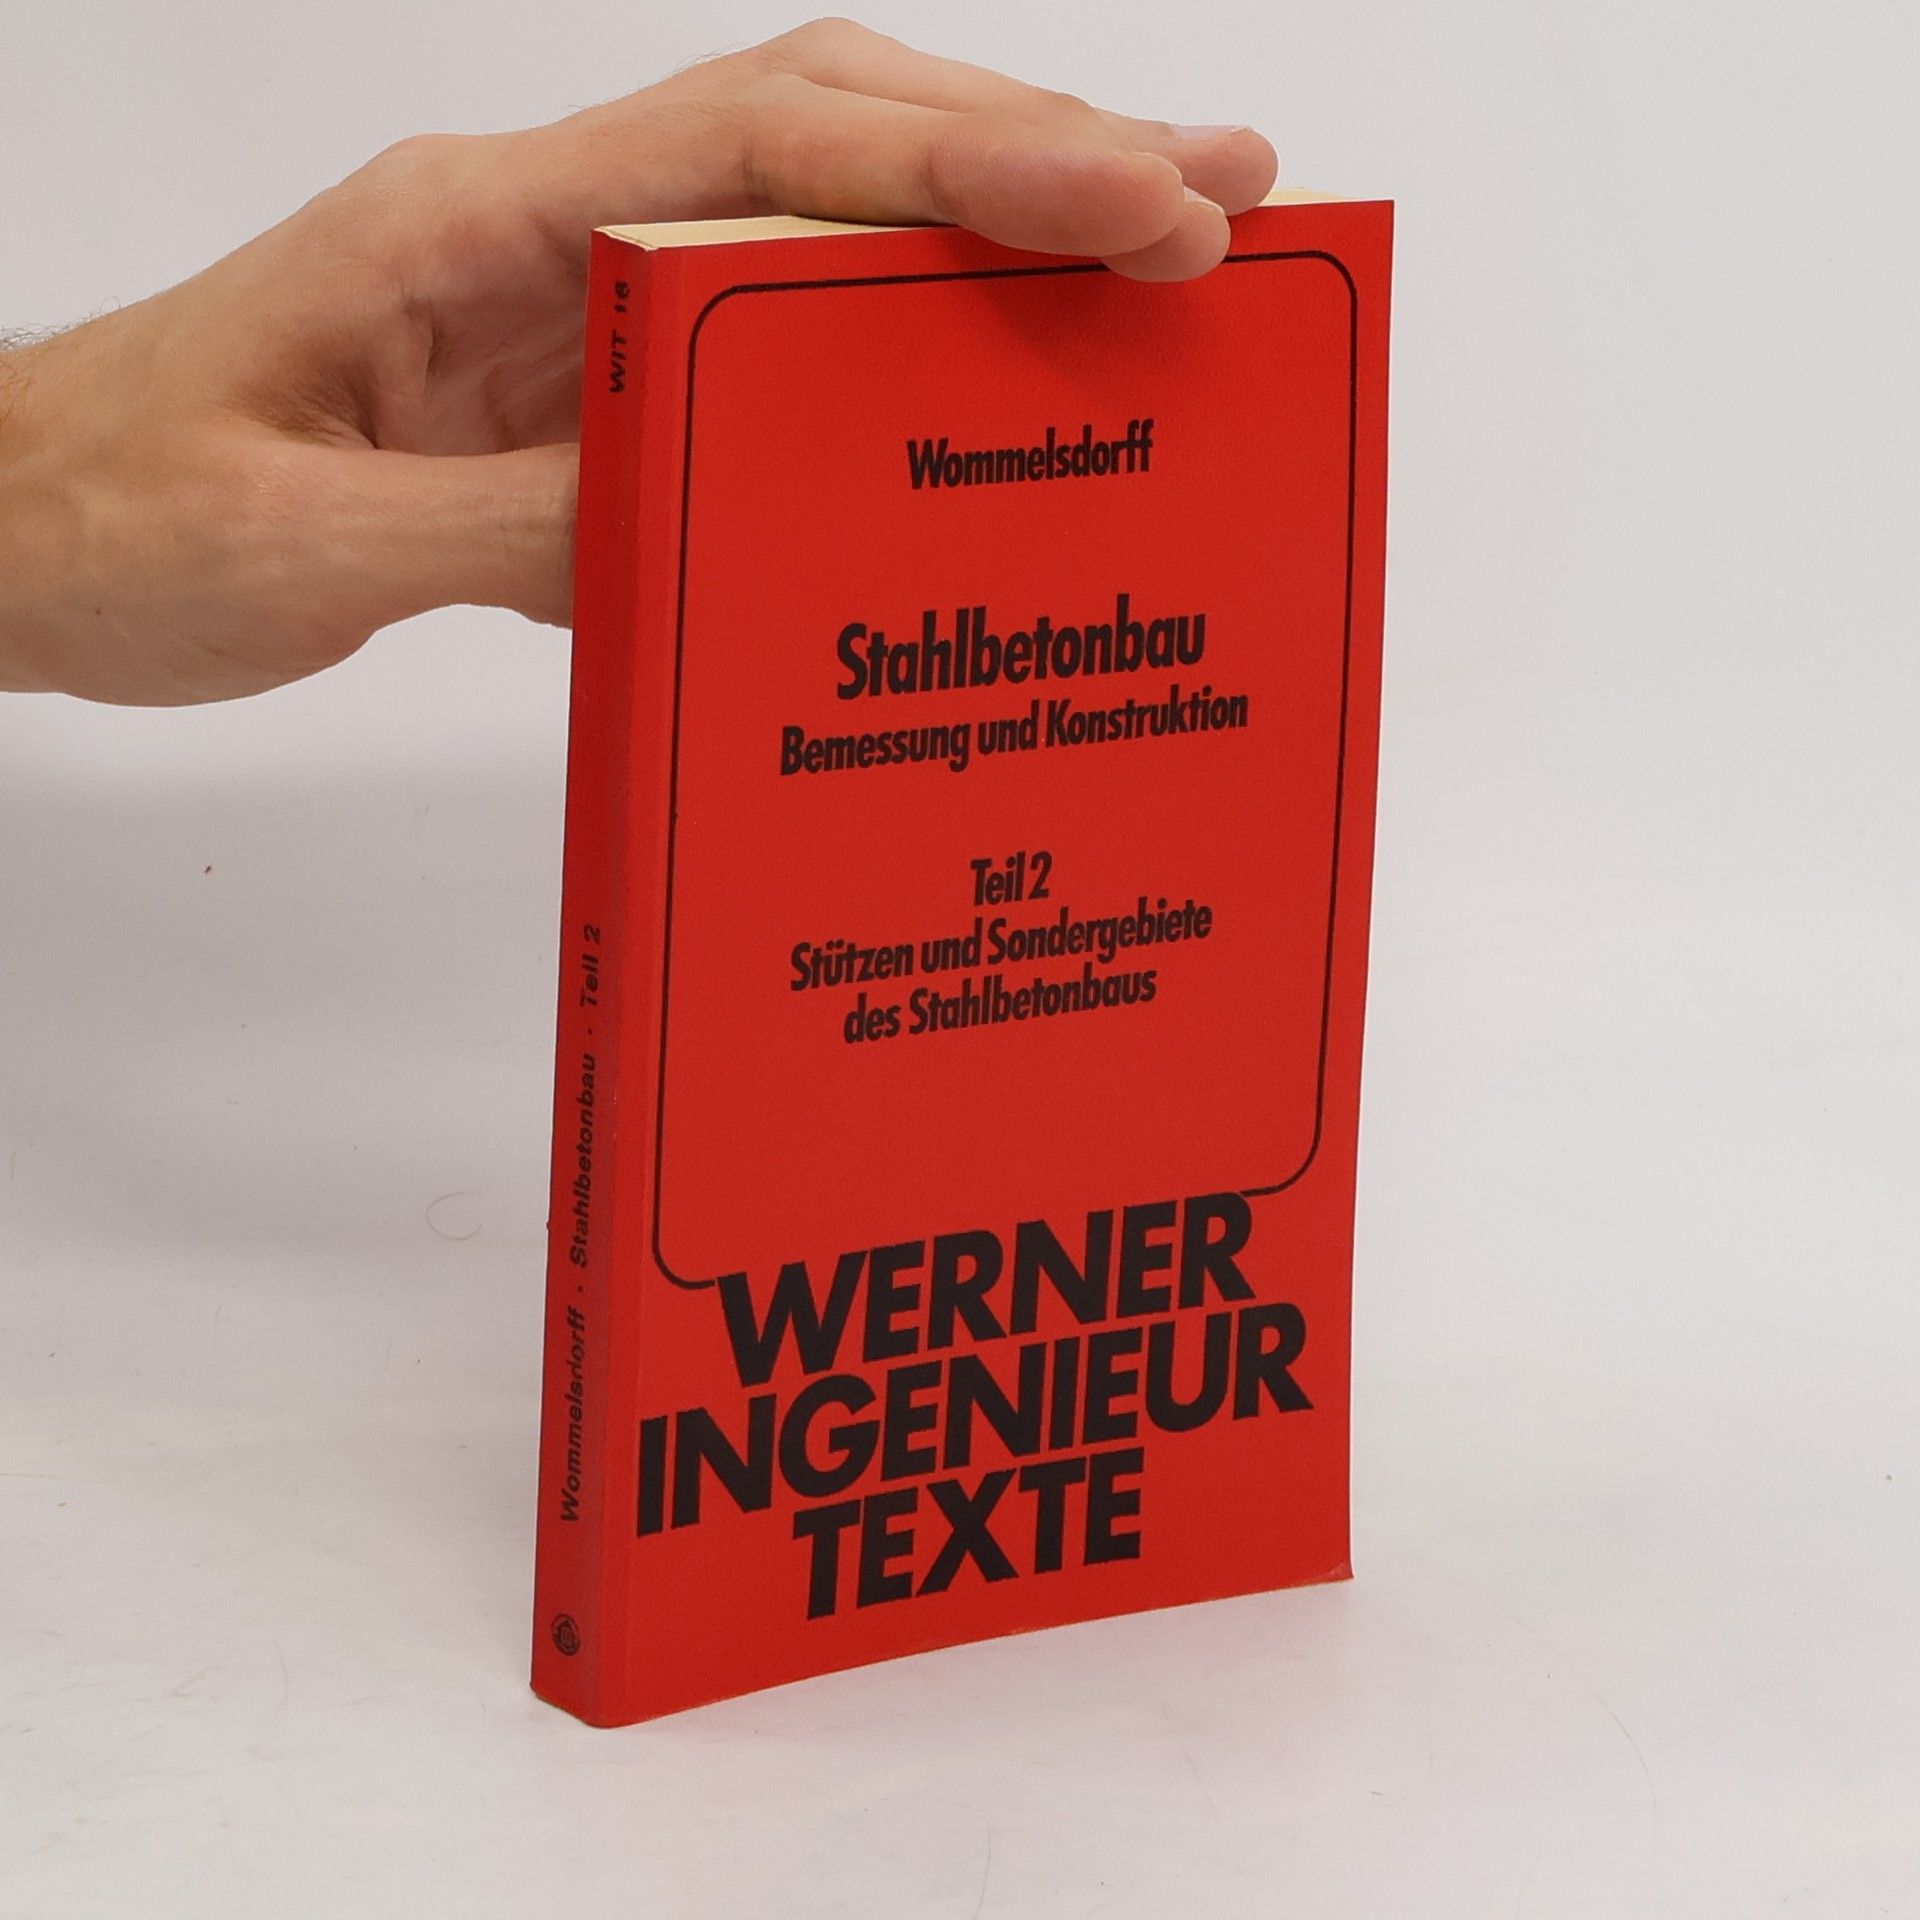 Wommelsdorff
Stahlbetonbau
Bemessung und Konstruktion
Teil 2
Stützen und Sondergebiete
des Stahlbetonbaus
WERNER
INGENIEUR
TEXTE
WIT 16
Wommelsdorff · Stahlbetonbau · Teil 2